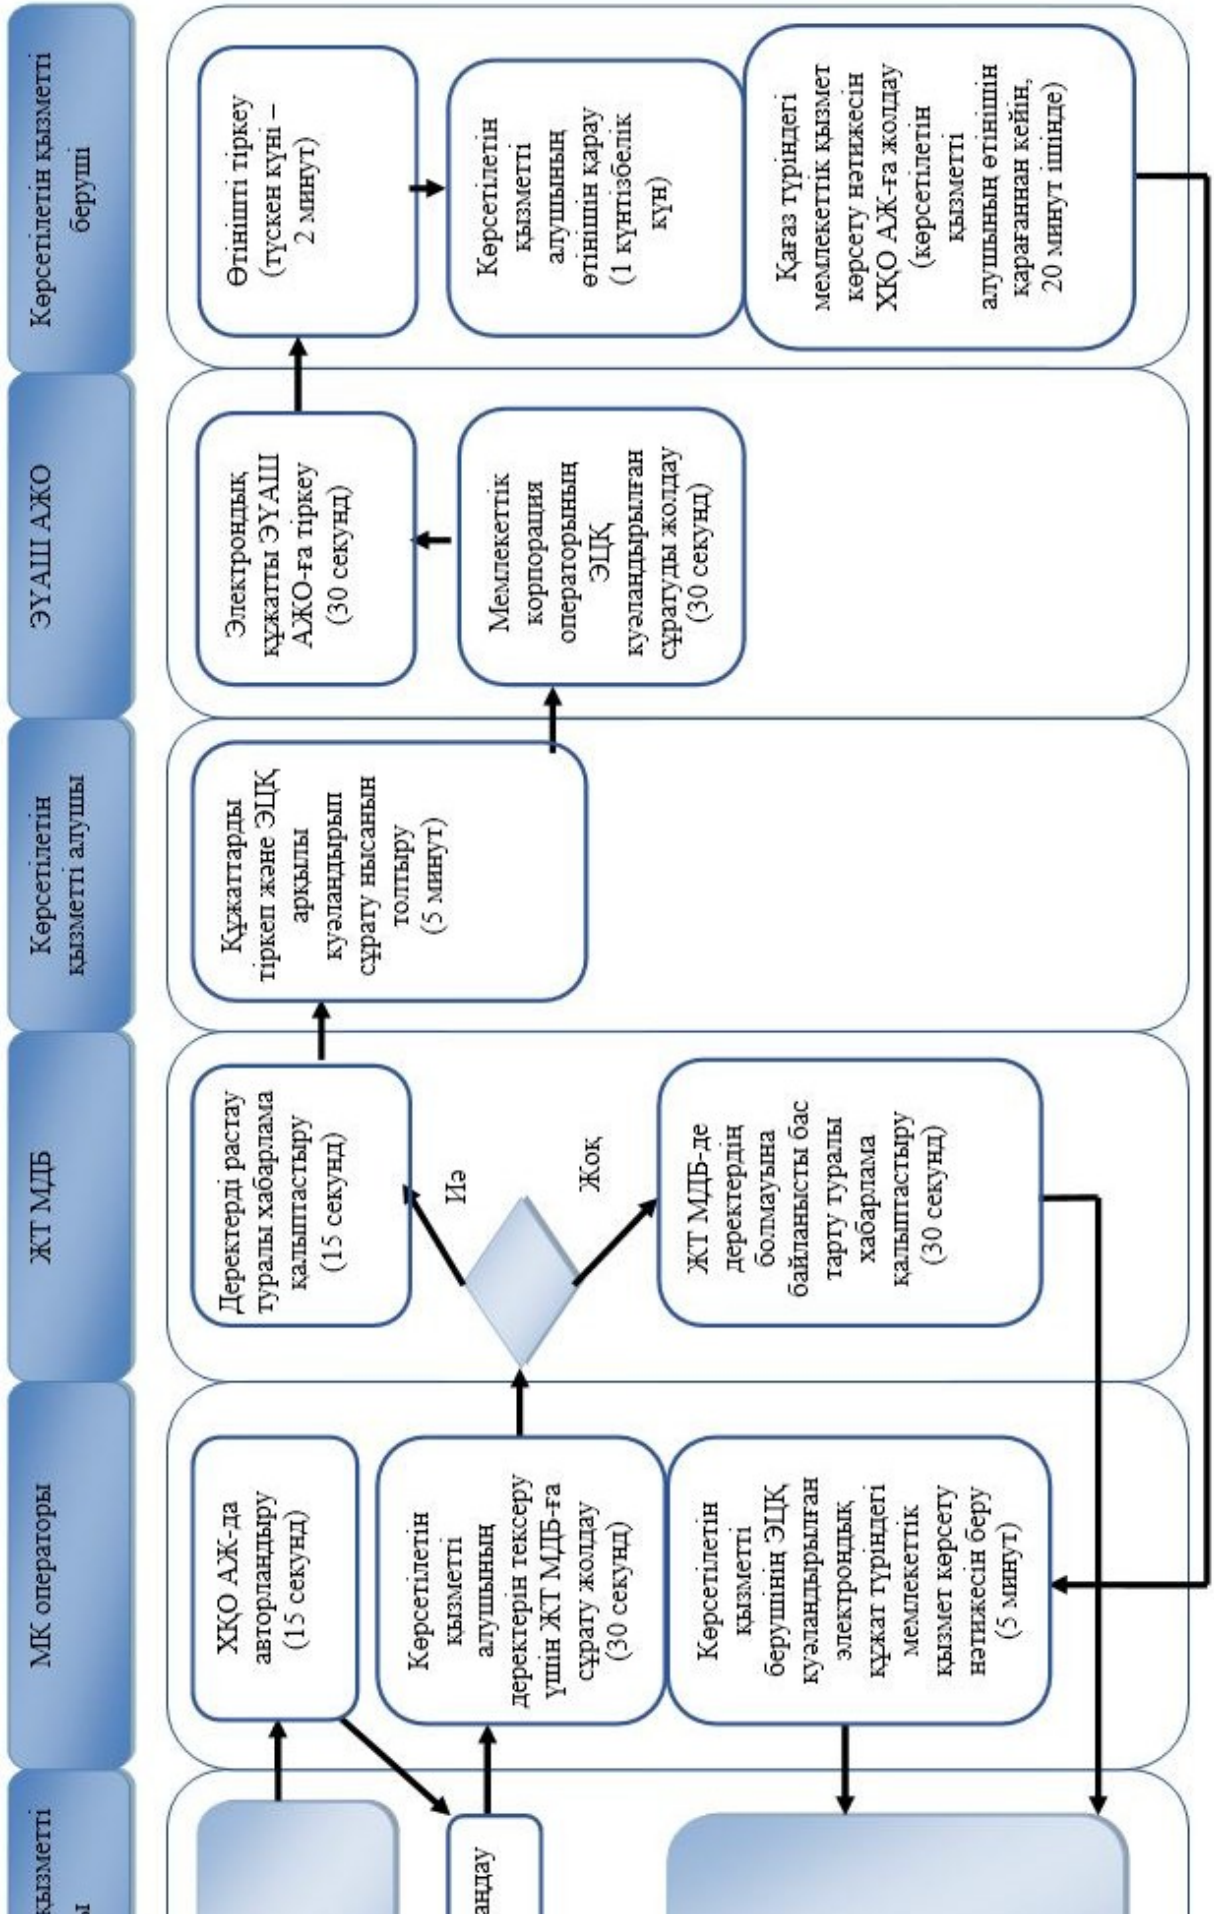 қызметті
МК операторы
ЖТ МДБ
Көрсетілетін
қызметті алушы
ЭҮАШ АЖО
Көрсетілетін қызметті
беруші
андау
ХҚО АЖ-да
авторландыру
(15 секунд)
Көрсетілетін
қызметті
алушының
деректерін тексеру
үшін ЖТ МДБ-ға
сұрату жолдау
(30 секунд)
Көрсетілетін
қызметті
берушінің ЭЦҚ
куәландырылған
электрондық
құжат түріндегі
мемлекеттік
қызмет көрсету
нәтижесін беру
(5 минут)
Деректерді растау
туралы хабарлама
қалыптастыру
(15 секунд)
Иә
Жоқ
ЖТ МДБ-де
деректердің
болмауына
байланысты бас
тарту туралы
хабарлама
қалыптастыру
(30 секунд)
Құжаттарды
тіркеп және ЭЦҚ
арқылы
куәландырып
сұрату нысанын
толтыру
(5 минут)
Электрондық
құжатты ЭҮАШ
АЖО-ға тіркеу
(30 секунд)
Мемлекеттік
корпорация
операторының
ЭЦҚ
куәландырылған
сұратуды жолдау
(30 секунд)
Өтінішті тіркеу
(түскен күні –
2 минут)
Көрсетілетін
қызметті
алушының
өтінішін қарау
(1 күнтізбелік
күн)
Қағаз түріндегі
мемлекеттік қызмет
көрсету нәтижесін
ХҚО АЖ-ға жолдау
(көрсетілетін
қызметті
алушының өтінішін
қарағаннан кейін,
20 минут ішінде)